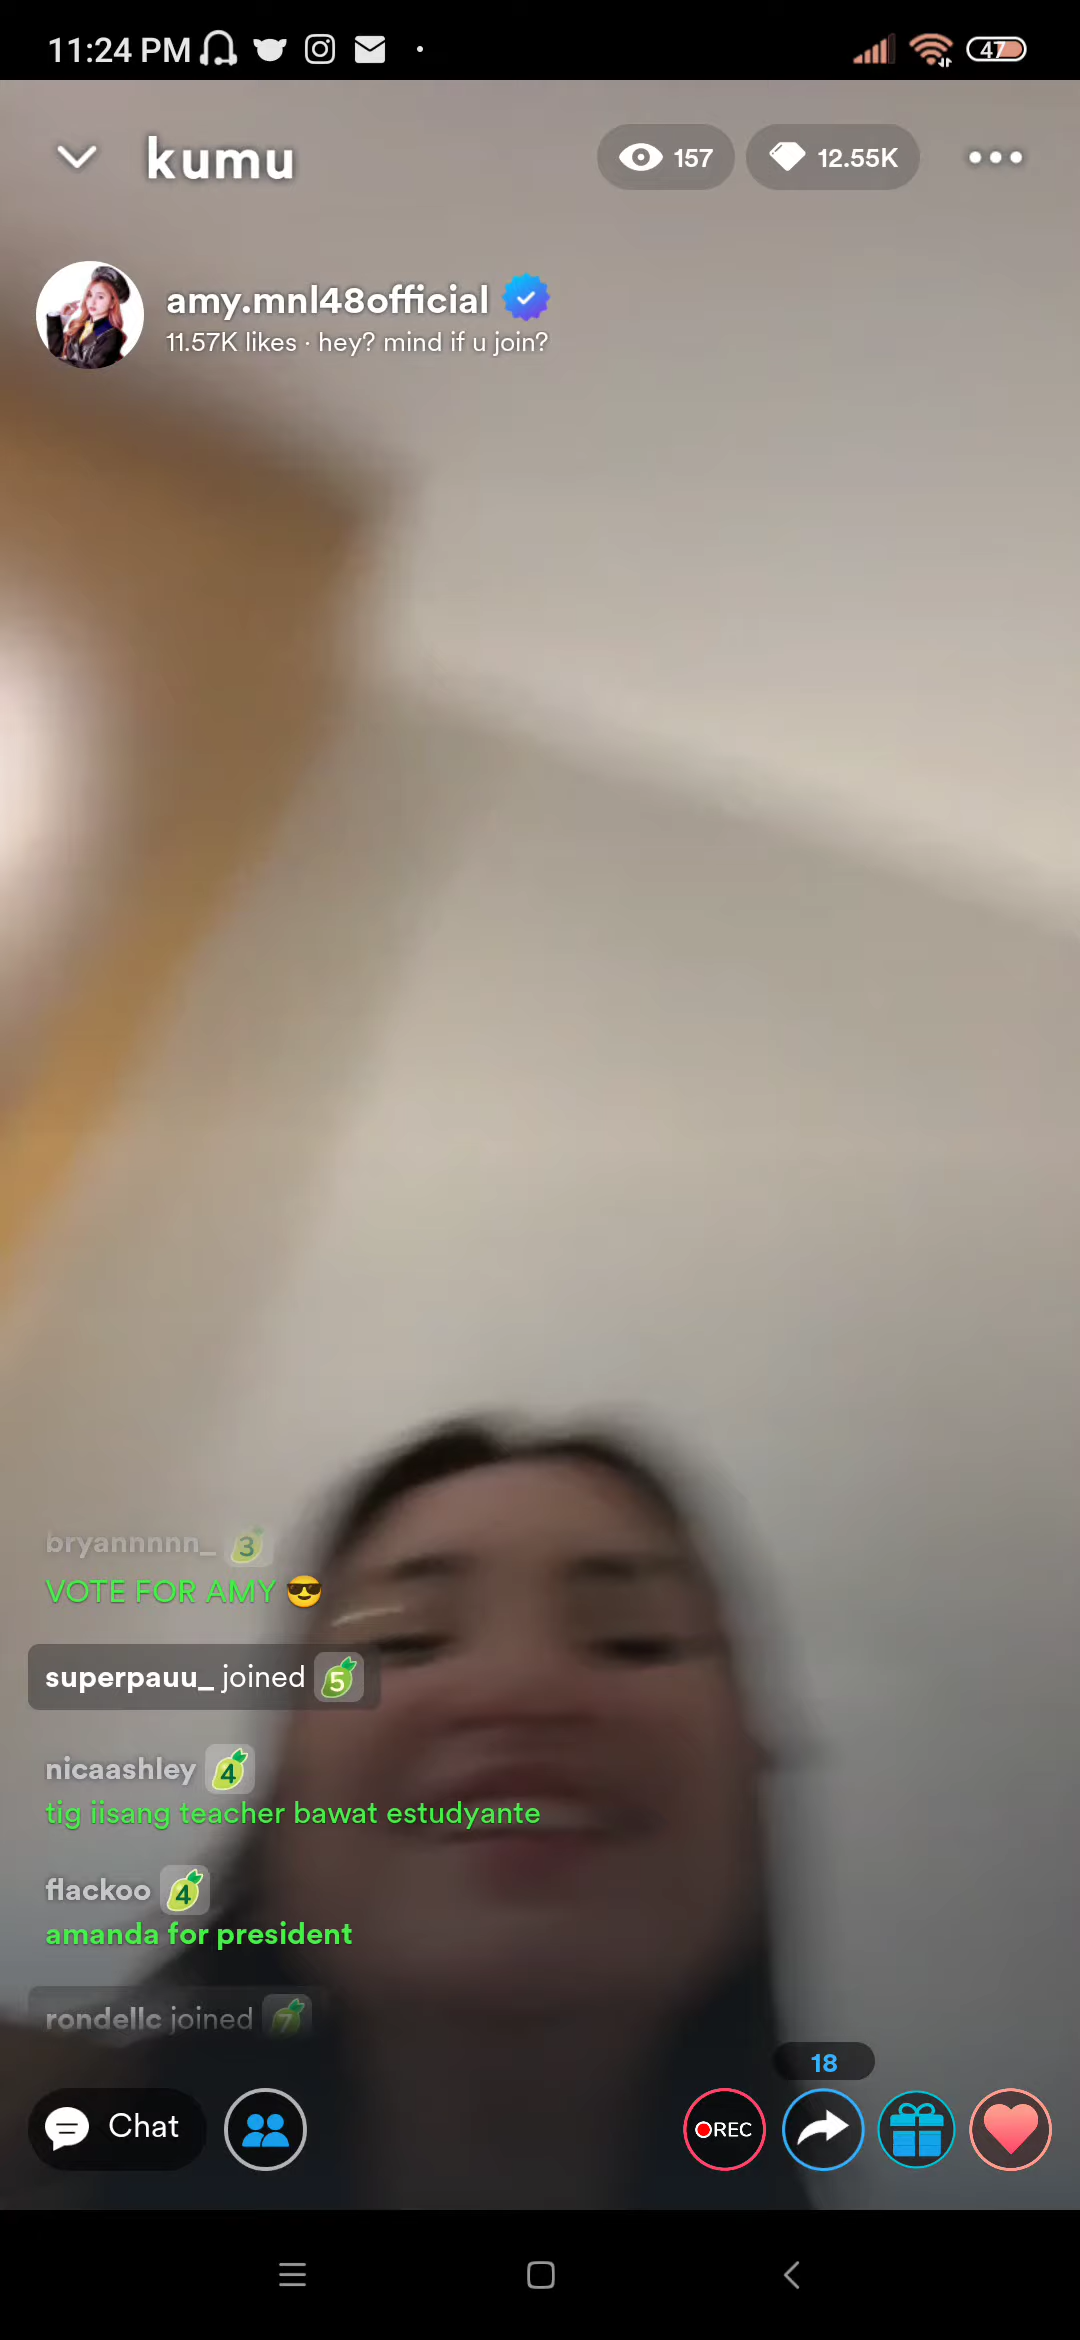 11:24 PM
47
kumu
157
12.55K
amy.mnl48official
11.57K likes · hey? mind if u join?
bryannnnn_ 3
VOTE FOR AMY 😎
superpauu_ joined 5
nicaashley 4
tig iisang teacher bawat estudyante
flackoo 4
amanda for president
rondellc joined 7
18
Chat
REC